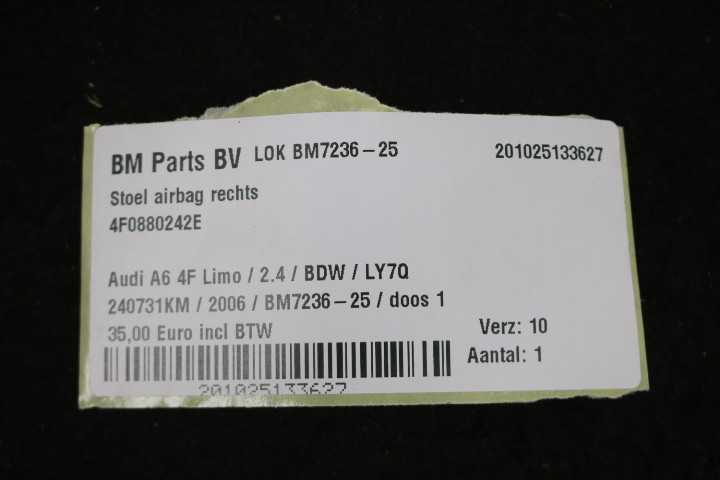 BM Parts BV LOK BM7236-25 201025133627
Stoel airbag rechts
4F0880242E
Audi A6 4F Limo / 2.4 / BDW / LY7Q
240731KM / 2006 / BM7236-25 / doos 1
35,00 Euro incl BTW Verz: 10
Aantal: 1
201025133627